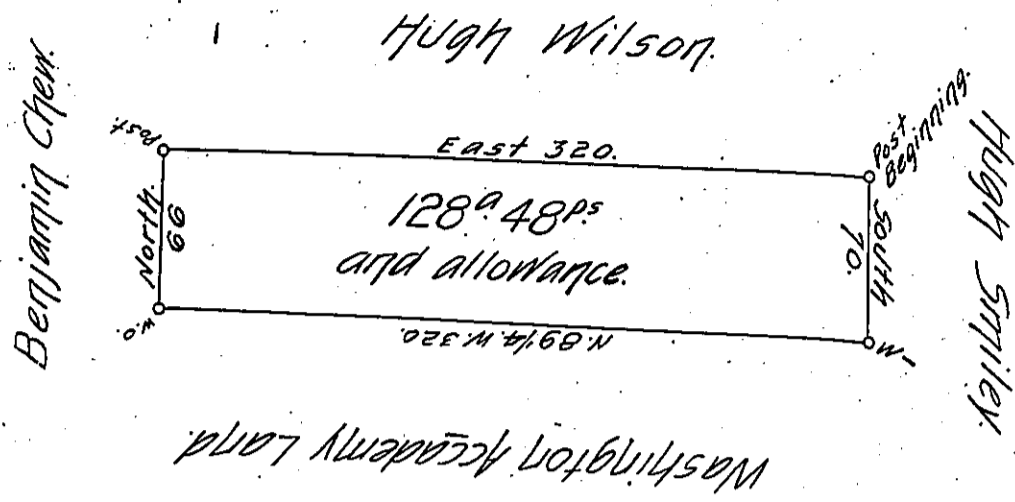 Hugh Wilson.
Benjamin Chew.
Post.
East 320.
Post
Beginning.
Hugh Smiley.
North.
66
128ª 48ᵖˢ
and allowance.
South
70.
W.O.
N.89¼.W.320.
Washington Accademy Land.